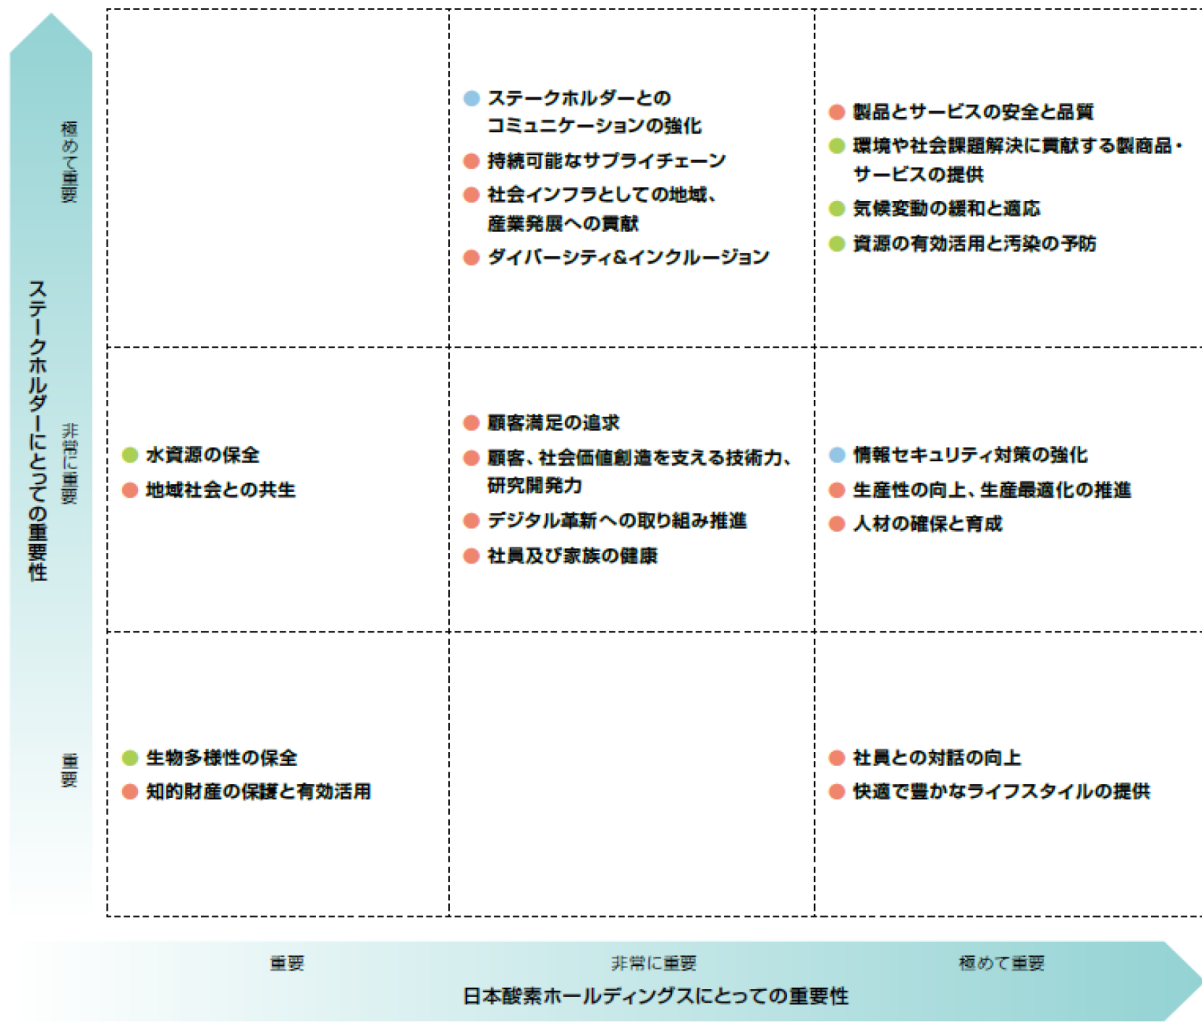 ステークホルダーにとっての重要性
極めて重要
ステークホルダーとの
コミュニケーションの強化
持続可能なサプライチェーン
社会インフラとしての地域、
産業発展への貢献
ダイバーシティ&インクルージョン
製品とサービスの安全と品質
環境や社会課題解決に貢献する製商品・
サービスの提供
気候変動の緩和と適応
資源の有効活用と汚染の予防
非常に重要
水資源の保全
地域社会との共生
顧客満足の追求
顧客、社会価値創造を支える技術力、
研究開発力
デジタル革新への取り組み推進
社員及び家族の健康
情報セキュリティ対策の強化
生産性の向上、生産最適化の推進
人材の確保と育成
重要
生物多様性の保全
知的財産の保護と有効活用
社員との対話の向上
快適で豊かなライフスタイルの提供
重要
非常に重要
極めて重要
日本酸素ホールディングスにとっての重要性